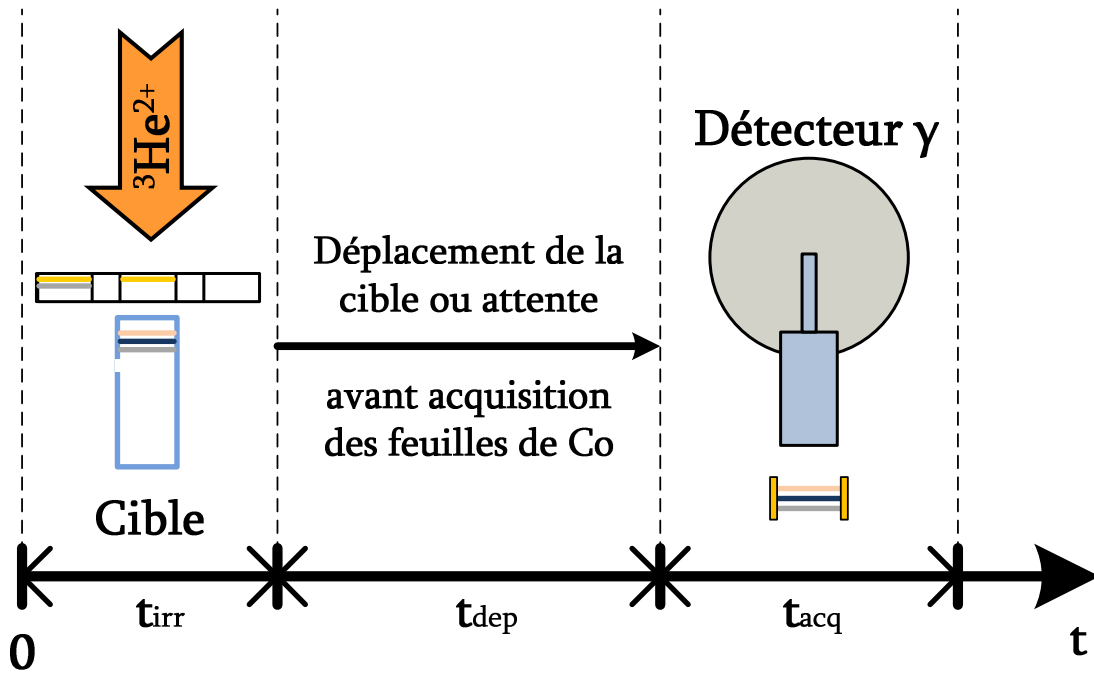 ³He²⁺
Détecteur γ
Déplacement de la
cible ou attente
avant acquisition
des feuilles de Co
Cible
tirr
tdep
tacq
0
t